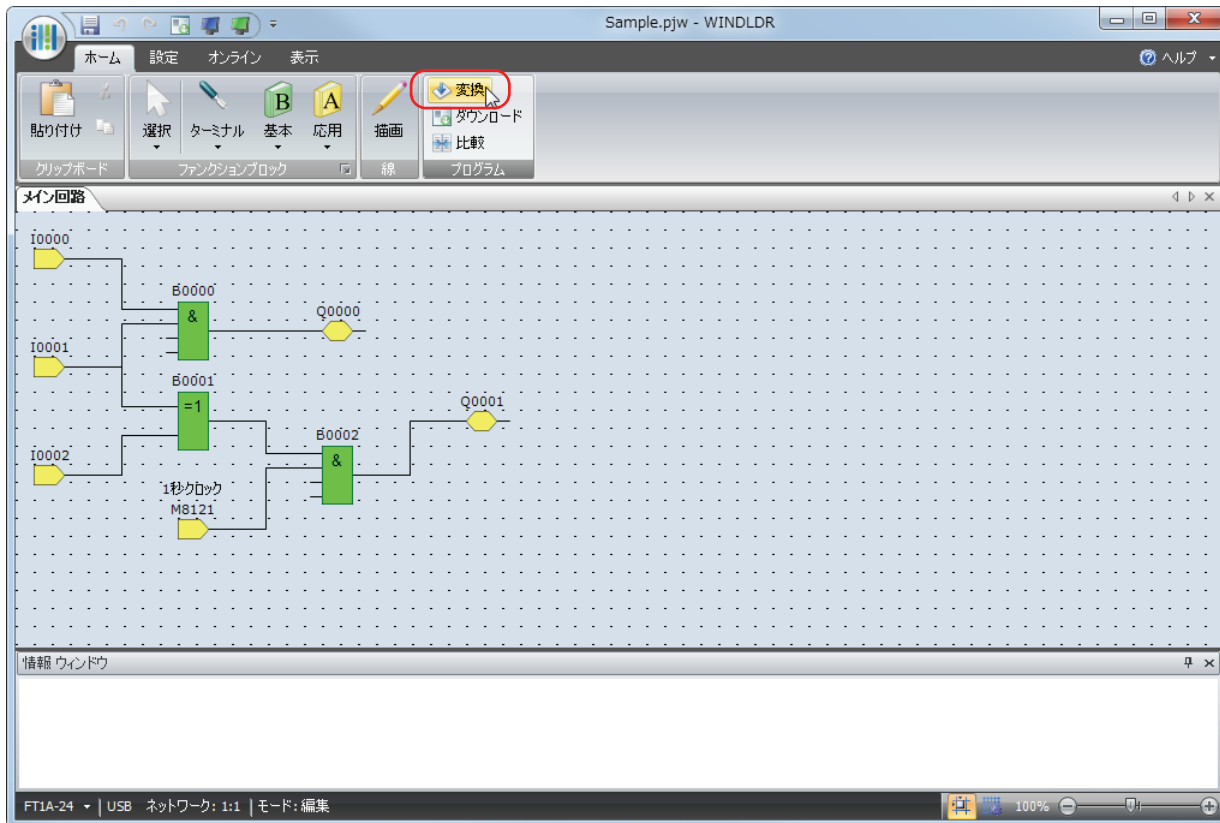 Sample.pjw - WINDLDR
ホーム 設定 オンライン 表示 ヘルプ
変換
ダウンロード
比較
貼り付け 選択 ターミナル B 基本 A 応用 描画
クリップボード ファンクションブロック 線 プログラム
メイン回路
I0000
B0000
&
Q0000
I0001
B0001
=1
Q0001
B0002
&
I0002
1秒クロック
M8121
情報 ウィンドウ
FT1A-24 USB ネットワーク: 1:1 モード: 編集 100%